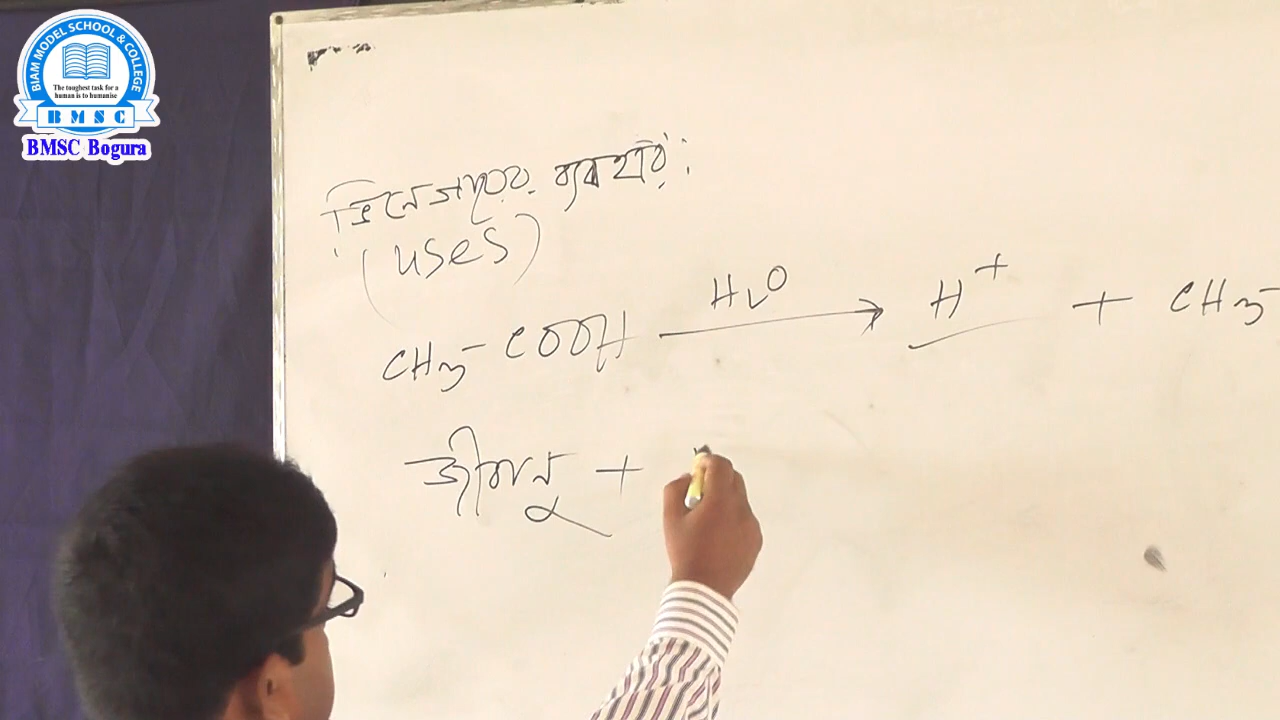 BIAM MODEL SCHOOL & COLLEGE
The toughest task for a
human is to humanise
BMSC
BMSC Bogura
ভিনেগারের ব্যবহার:
(uses)
CH3-COOH H2O → H+ + CH3-
জীবানু +